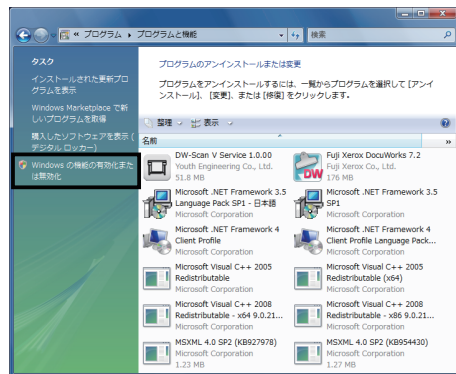 « プログラム ▸ プログラムと機能
検索
タスク
インストールされた更新プロ
グラムを表示
Windows Marketplace で新
しいプログラムを取得
購入したソフトウェアを表示 (
デジタル ロッカー)
Windows の機能の有効化また
は無効化
プログラムのアンインストールまたは変更
プログラムをアンインストールするには、一覧からプログラムを選択して [アンイ
ンストール]、[変更]、または [修復] をクリックします。
整理
表示
名前
»
DW-Scan V Service 1.0.00
Youth Engineering Co., Ltd.
51.8 MB
Fuji Xerox DocuWorks 7.2
Fuji Xerox Co., Ltd.
176 MB
Microsoft .NET Framework 3.5
Language Pack SP1 - 日本語
Microsoft Corporation
Microsoft .NET Framework 3.5
SP1
Microsoft Corporation
Microsoft .NET Framework 4
Client Profile
Microsoft Corporation
Microsoft .NET Framework 4
Client Profile Language Pack...
Microsoft Corporation
Microsoft Visual C++ 2005
Redistributable
Microsoft Corporation
Microsoft Visual C++ 2005
Redistributable (x64)
Microsoft Corporation
Microsoft Visual C++ 2008
Redistributable - x64 9.0.21...
Microsoft Corporation
Microsoft Visual C++ 2008
Redistributable - x86 9.0.21...
Microsoft Corporation
MSXML 4.0 SP2 (KB927978)
Microsoft Corporation
1.23 MB
MSXML 4.0 SP2 (KB954430)
Microsoft Corporation
1.27 MB